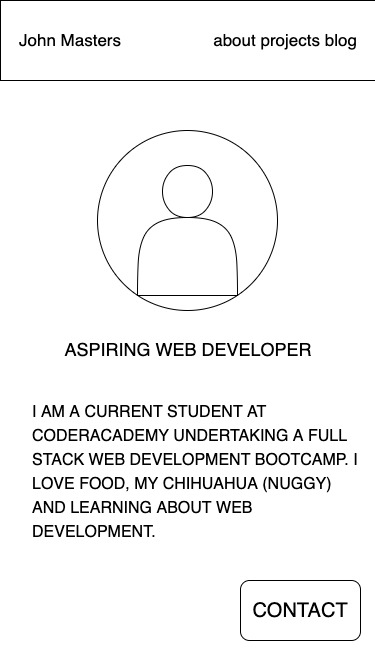 John Masters
about projects blog
ASPIRING WEB DEVELOPER
I AM A CURRENT STUDENT AT
CODERACADEMY UNDERTAKING A FULL
STACK WEB DEVELOPMENT BOOTCAMP. I
LOVE FOOD, MY CHIHUAHUA (NUGGY)
AND LEARNING ABOUT WEB
DEVELOPMENT.
CONTACT